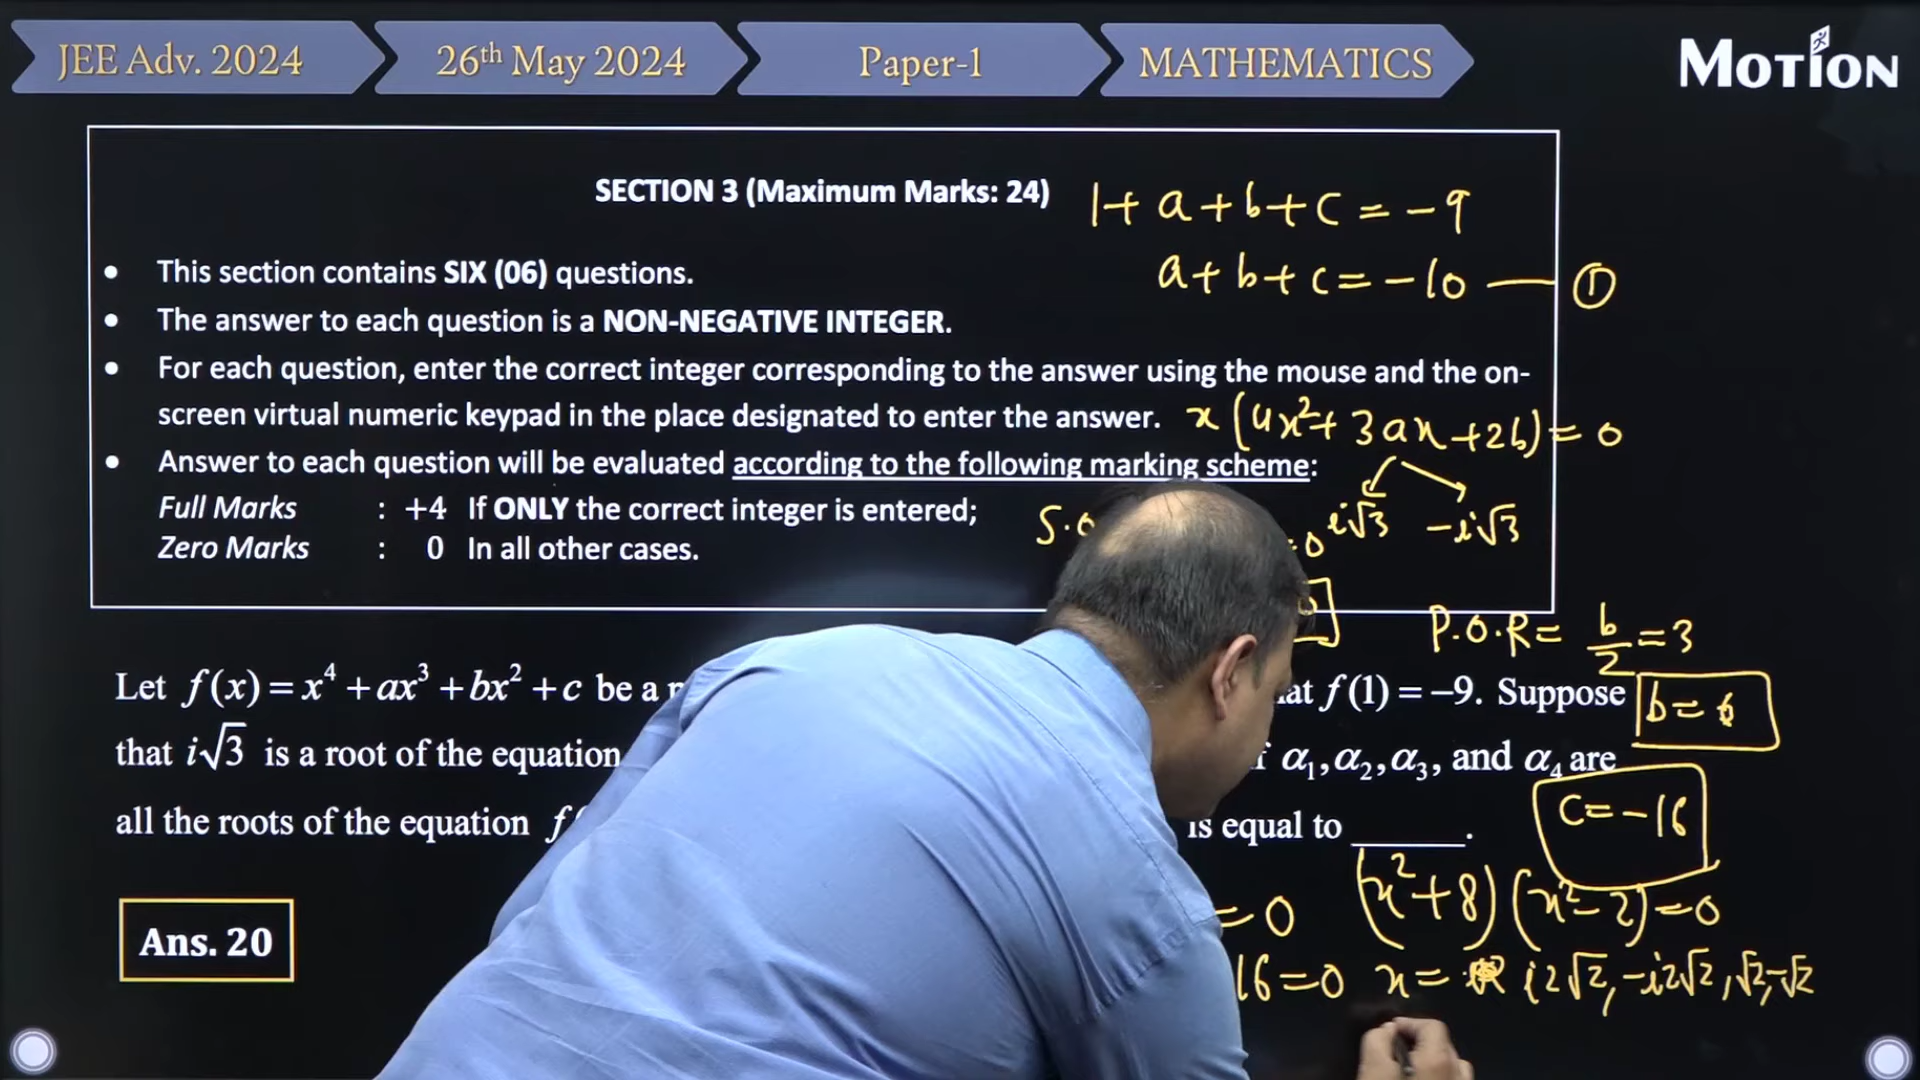 JEE Adv. 2024 26th May 2024 Paper-1 MATHEMATICS MOTION
SECTION 3 (Maximum Marks: 24)
1 + a + b + c = -9
a + b + c = -10 — ①
• This section contains SIX (06) questions.
• The answer to each question is a NON-NEGATIVE INTEGER.
• For each question, enter the correct integer corresponding to the answer using the mouse and the on-
screen virtual numeric keypad in the place designated to enter the answer.
x (4x² + 3ax + 2b) = 0
• Answer to each question will be evaluated according to the following marking scheme:
Full Marks : +4 If ONLY the correct integer is entered;
Zero Marks : 0 In all other cases.
i√3 -i√3
P.O.R = b/2 = 3
Let f(x) = x⁴ + ax³ + bx² + c be a f(1) = -9. Suppose
b = 6
that i√3 is a root of the equation α₁, α₂, α₃, and α₄ are
all the roots of the equation is equal to ______.
c = -16
= 0 (x² + 8) (x² - 2) = 0
Ans. 20
16 = 0 x = i2√2, -i2√2, √2, -√2